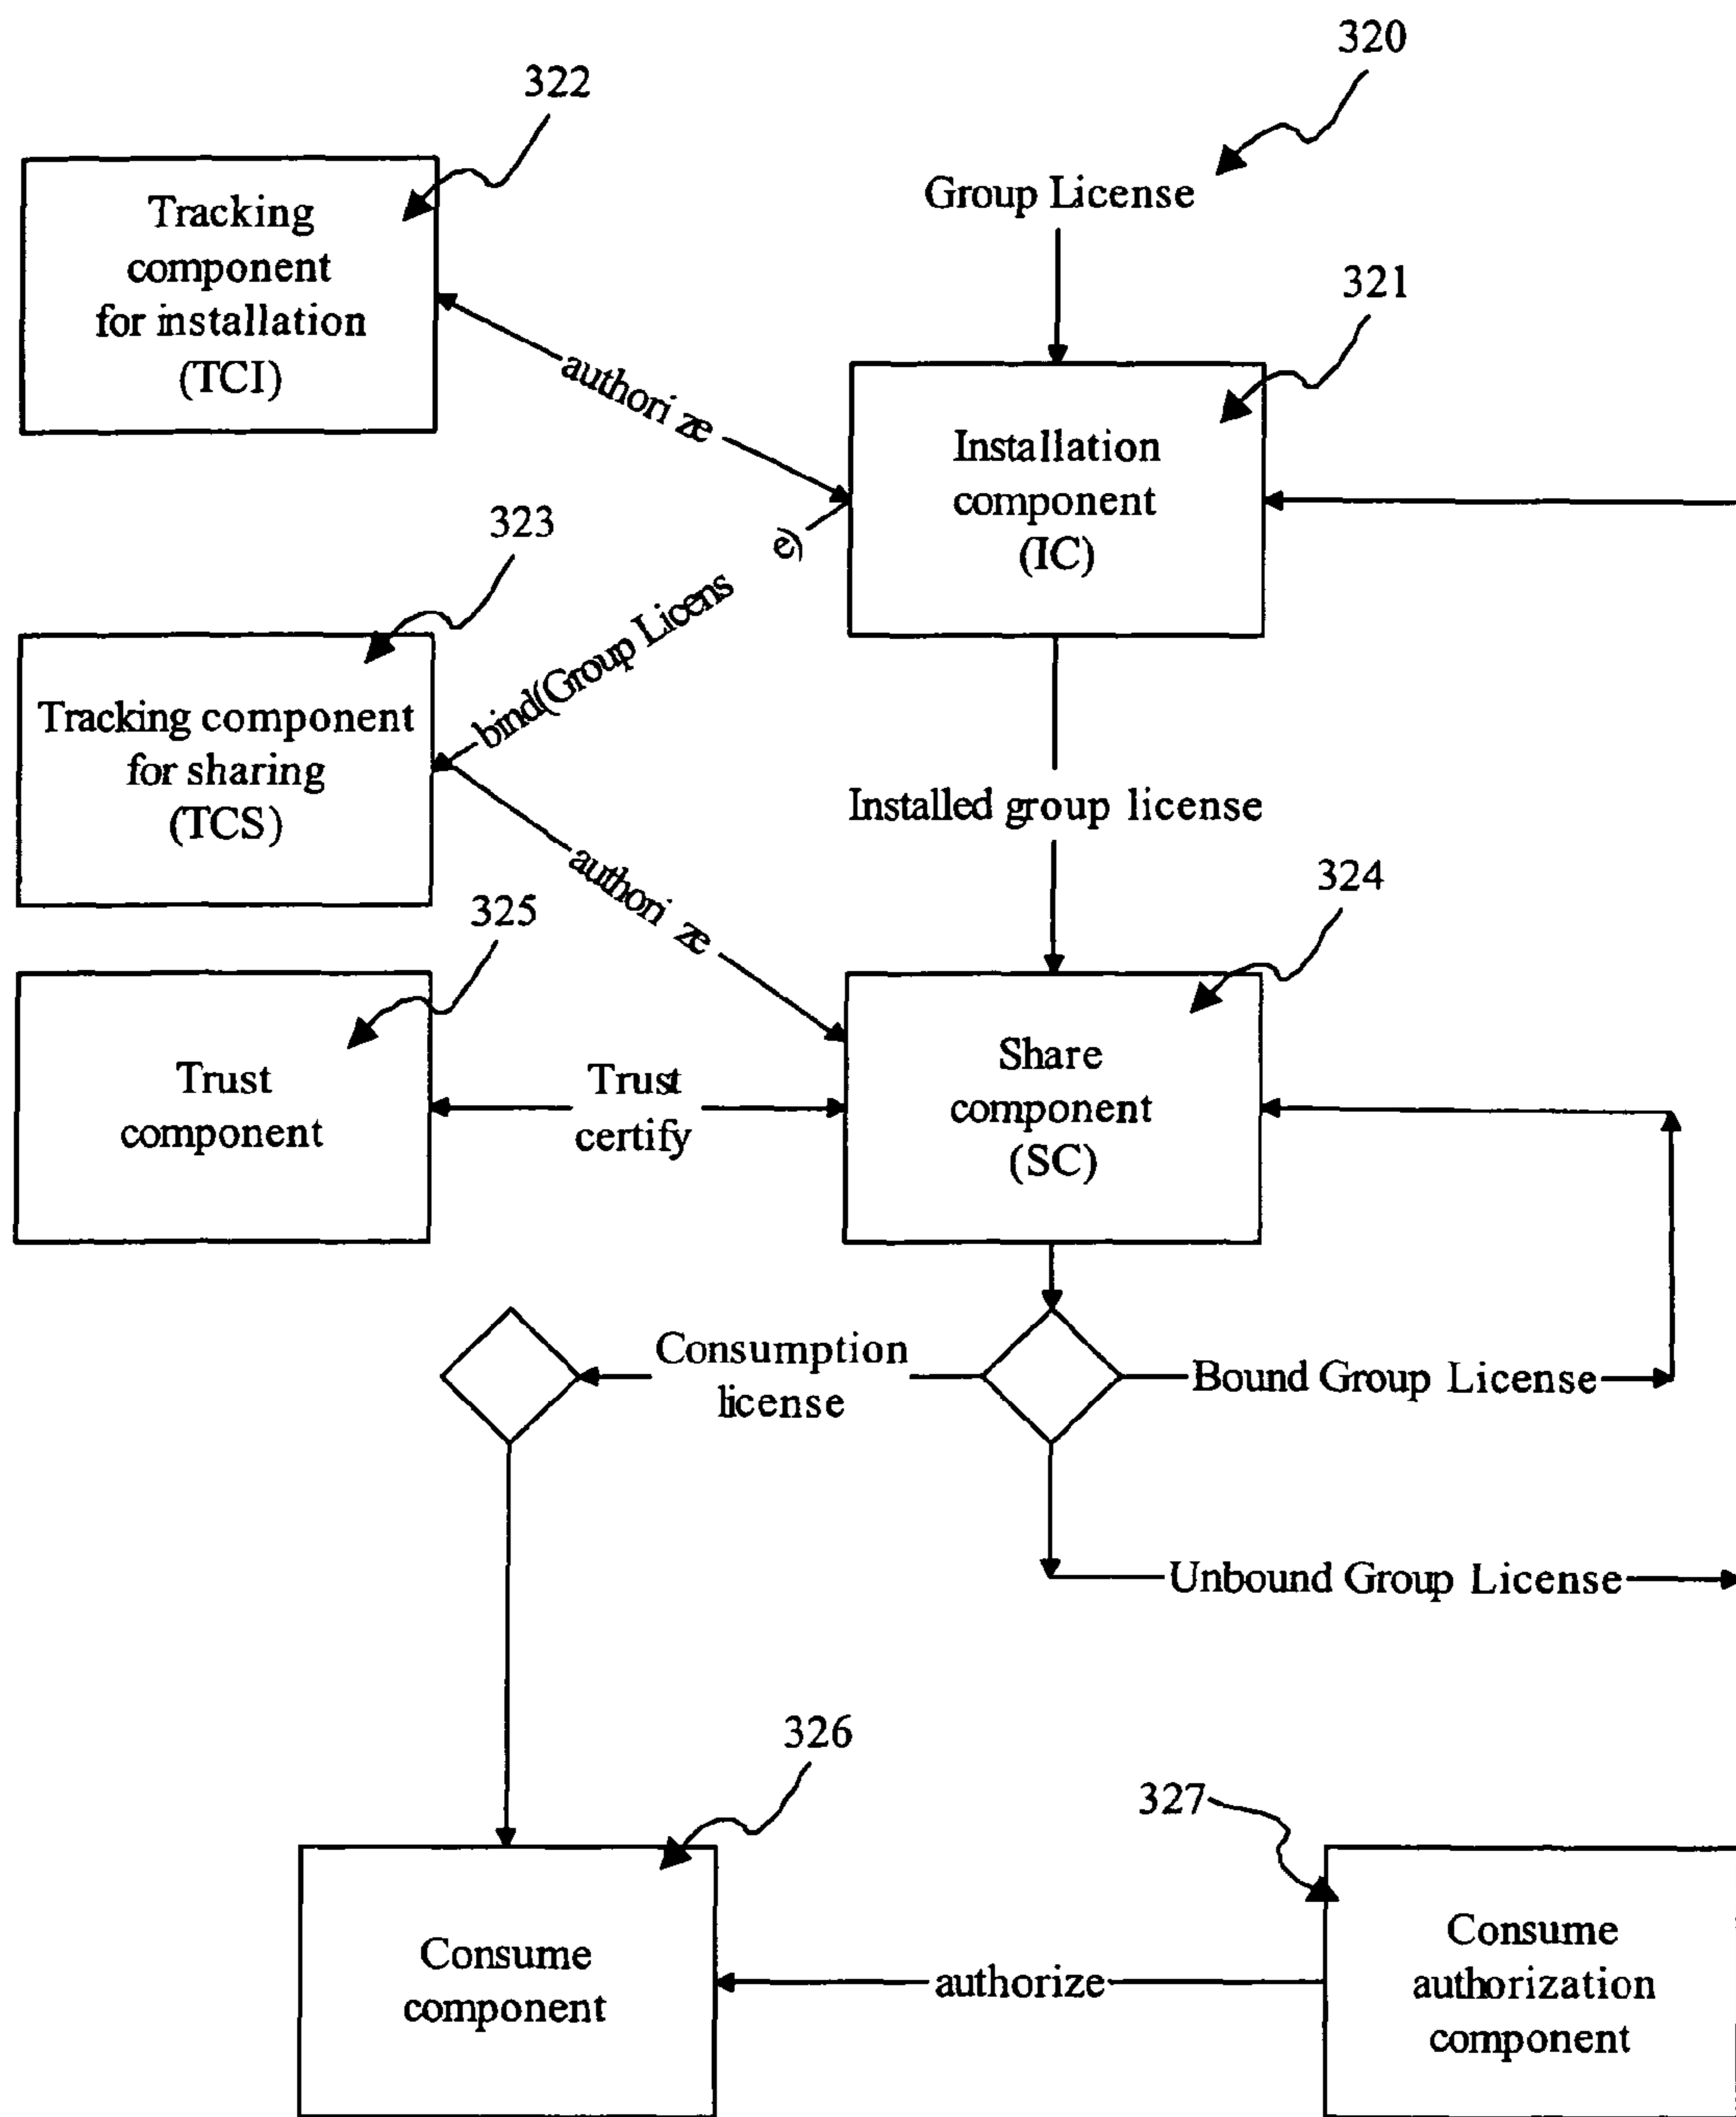 320
322
Tracking
component
for installation
(TCI)
Group License
321
authorize
Installation
component
(IC)
323
bind(Group License)
Tracking component
for sharing
(TCS)
Installed group license
authorize
324
325
Trust
component
Trust
certify
Share
component
(SC)
Consumption
license
Bound Group License
Unbound Group License
326
327
Consume
component
authorize
Consume
authorization
component